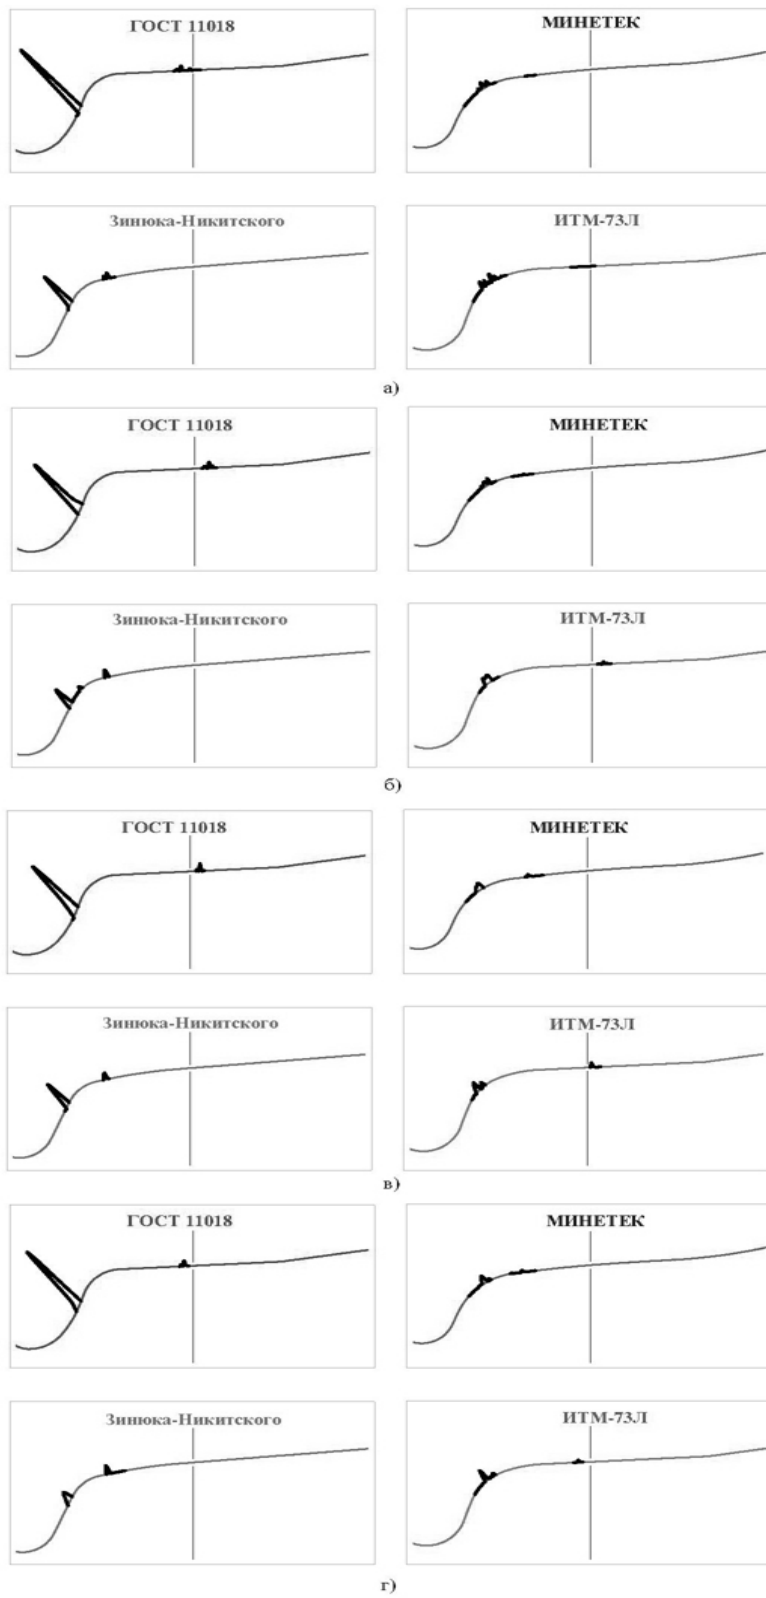 ГОСТ 11018 МИНЕТЕК
Зинюка-Никитского ИТМ-73Л
а)
ГОСТ 11018 МИНЕТЕК
Зинюка-Никитского ИТМ-73Л
б)
ГОСТ 11018 МИНЕТЕК
Зинюка-Никитского ИТМ-73Л
в)
ГОСТ 11018 МИНЕТЕК
Зинюка-Никитского ИТМ-73Л
г)